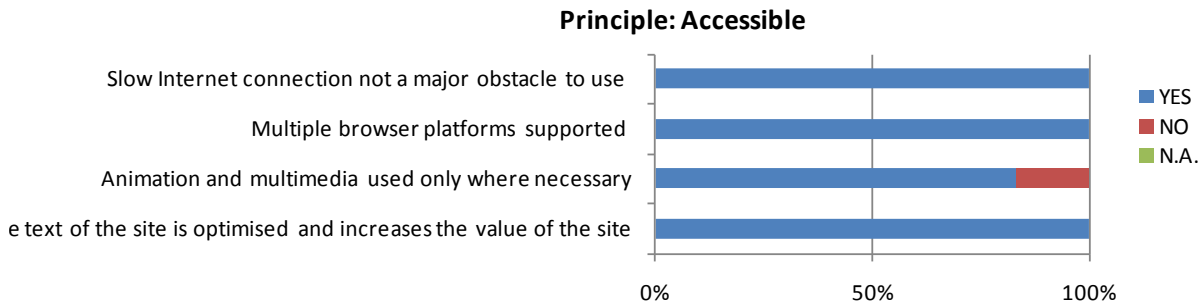 Principle: Accessible
Slow Internet connection not a major obstacle to use
Multiple browser platforms supported
Animation and multimedia used only where necessary
e text of the site is optimised and increases the value of the site
0% 50% 100%
YES
NO
N.A.